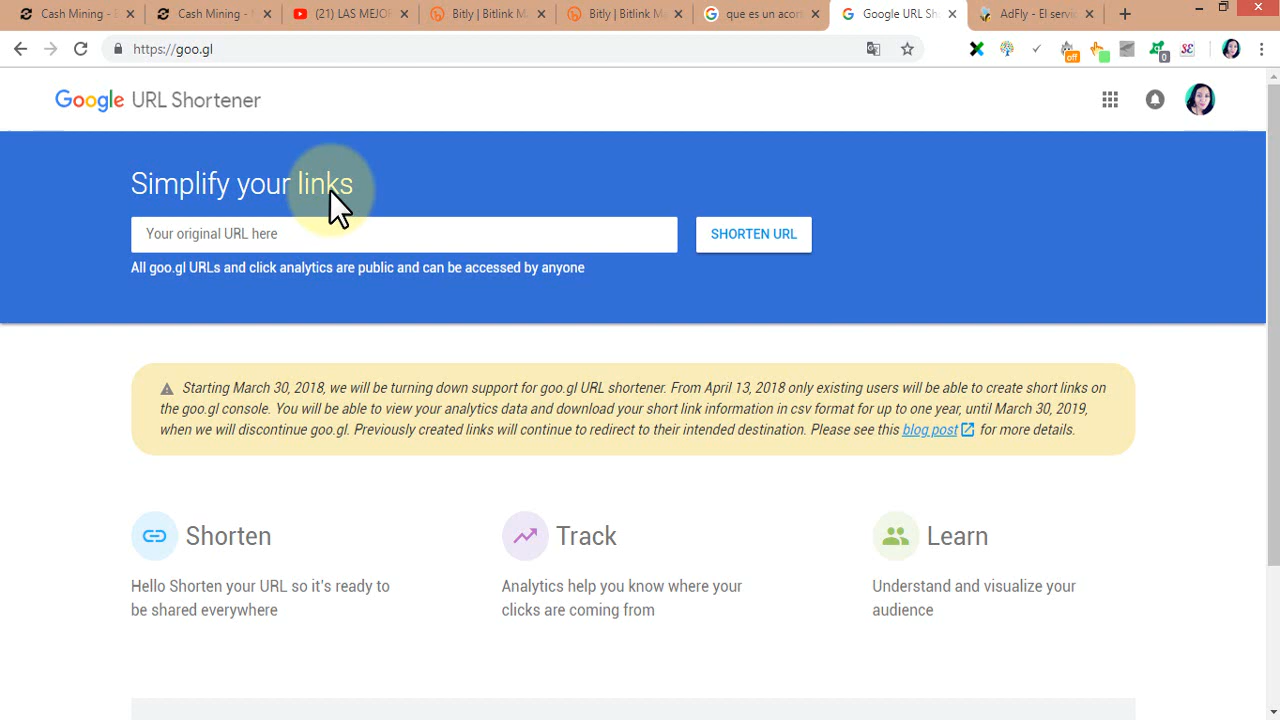 Cash Mining - E
Cash Mining - M
(21) LAS MEJOR
Bitly | Bitlink Ma
Bitly | Bitlink Ma
que es un acort
Google URL Sho
AdFly - El servic
https://goo.gl
off
0
Google URL Shortener
Simplify your links
Your original URL here
SHORTEN URL
All goo.gl URLs and click analytics are public and can be accessed by anyone
Starting March 30, 2018, we will be turning down support for goo.gl URL shortener. From April 13, 2018 only existing users will be able to create short links on
the goo.gl console. You will be able to view your analytics data and download your short link information in csv format for up to one year, until March 30, 2019,
when we will discontinue goo.gl. Previously created links will continue to redirect to their intended destination. Please see this blog post for more details.
Shorten
Track
Learn
Hello Shorten your URL so it's ready to
be shared everywhere
Analytics help you know where your
clicks are coming from
Understand and visualize your
audience